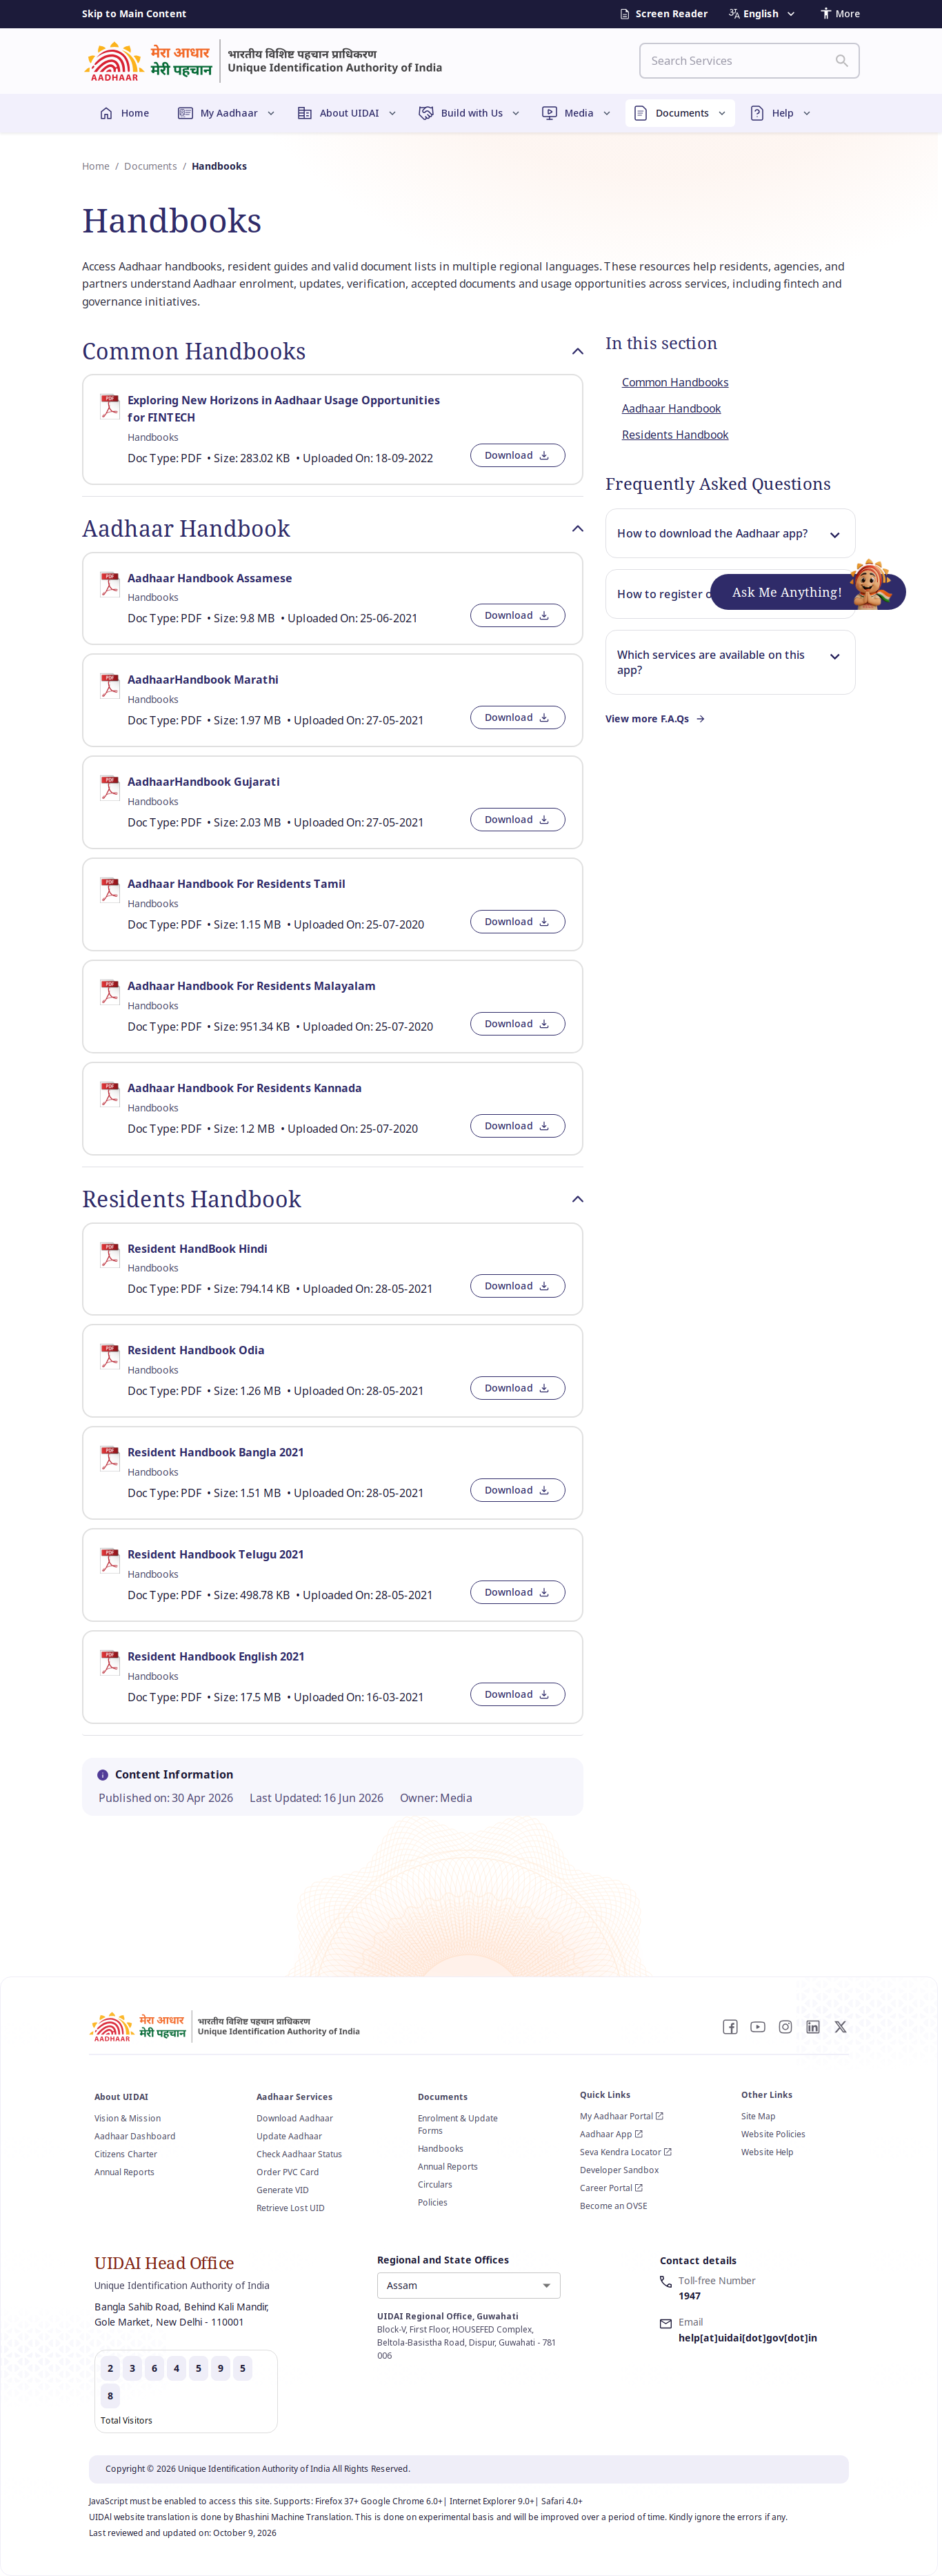 Skip to Main Content
Screen Reader
English
More
मेरा आधार
मेरी पहचान
AADHAAR
भारतीय विशिष्ट पहचान प्राधिकरण
Unique Identification Authority of India
Search Services
Home
My Aadhaar
About UIDAI
Build with Us
Media
Documents
Help
Home / Documents / Handbooks
Handbooks
Access Aadhaar handbooks, resident guides and valid document lists in multiple regional languages. These resources help residents, agencies, and
partners understand Aadhaar enrolment, updates, verification, accepted documents and usage opportunities across services, including fintech and
governance initiatives.
Common Handbooks
Exploring New Horizons in Aadhaar Usage Opportunities
for FINTECH
Handbooks
Doc Type: PDF • Size: 283.02 KB • Uploaded On: 18-09-2022
Download
Aadhaar Handbook
Aadhaar Handbook Assamese
Handbooks
Doc Type: PDF • Size: 9.8 MB • Uploaded On: 25-06-2021
Download
AadhaarHandbook Marathi
Handbooks
Doc Type: PDF • Size: 1.97 MB • Uploaded On: 27-05-2021
Download
AadhaarHandbook Gujarati
Handbooks
Doc Type: PDF • Size: 2.03 MB • Uploaded On: 27-05-2021
Download
Aadhaar Handbook For Residents Tamil
Handbooks
Doc Type: PDF • Size: 1.15 MB • Uploaded On: 25-07-2020
Download
Aadhaar Handbook For Residents Malayalam
Handbooks
Doc Type: PDF • Size: 951.34 KB • Uploaded On: 25-07-2020
Download
Aadhaar Handbook For Residents Kannada
Handbooks
Doc Type: PDF • Size: 1.2 MB • Uploaded On: 25-07-2020
Download
Residents Handbook
Resident HandBook Hindi
Handbooks
Doc Type: PDF • Size: 794.14 KB • Uploaded On: 28-05-2021
Download
Resident Handbook Odia
Handbooks
Doc Type: PDF • Size: 1.26 MB • Uploaded On: 28-05-2021
Download
Resident Handbook Bangla 2021
Handbooks
Doc Type: PDF • Size: 1.51 MB • Uploaded On: 28-05-2021
Download
Resident Handbook Telugu 2021
Handbooks
Doc Type: PDF • Size: 498.78 KB • Uploaded On: 28-05-2021
Download
Resident Handbook English 2021
Handbooks
Doc Type: PDF • Size: 17.5 MB • Uploaded On: 16-03-2021
Download
Content Information
Published on: 30 Apr 2026 Last Updated: 16 Jun 2026 Owner: Media
In this section
Common Handbooks
Aadhaar Handbook
Residents Handbook
Frequently Asked Questions
How to download the Aadhaar app?
How to register
Ask Me Anything!
Which services are available on this
app?
View more F.A.Qs
मेरा आधार
मेरी पहचान
AADHAAR
भारतीय विशिष्ट पहचान प्राधिकरण
Unique Identification Authority of India
About UIDAI
Vision & Mission
Aadhaar Dashboard
Citizens Charter
Annual Reports
Aadhaar Services
Download Aadhaar
Update Aadhaar
Check Aadhaar Status
Order PVC Card
Generate VID
Retrieve Lost UID
Documents
Enrolment & Update
Forms
Handbooks
Annual Reports
Circulars
Policies
Quick Links
My Aadhaar Portal
Aadhaar App
Seva Kendra Locator
Developer Sandbox
Career Portal
Become an OVSE
Other Links
Site Map
Website Policies
Website Help
UIDAI Head Office
Unique Identification Authority of India
Bangla Sahib Road, Behind Kali Mandir,
Gole Market, New Delhi - 110001
2 3 6 4 5 9 5
8
Total Visitors
Regional and State Offices
Assam
UIDAI Regional Office, Guwahati
Block-V, First Floor, HOUSEFED Complex,
Beltola-Basistha Road, Dispur, Guwahati - 781
006
Contact details
Toll-free Number
1947
Email
help[at]uidai[dot]gov[dot]in
Copyright © 2026 Unique Identification Authority of India All Rights Reserved.
JavaScript must be enabled to access this site. Supports: Firefox 37+ Google Chrome 6.0+| Internet Explorer 9.0+| Safari 4.0+
UIDAI website translation is done by Bhashini Machine Translation. This is done on experimental basis and will be improved over a period of time. Kindly ignore the errors if any.
Last reviewed and updated on: October 9, 2026